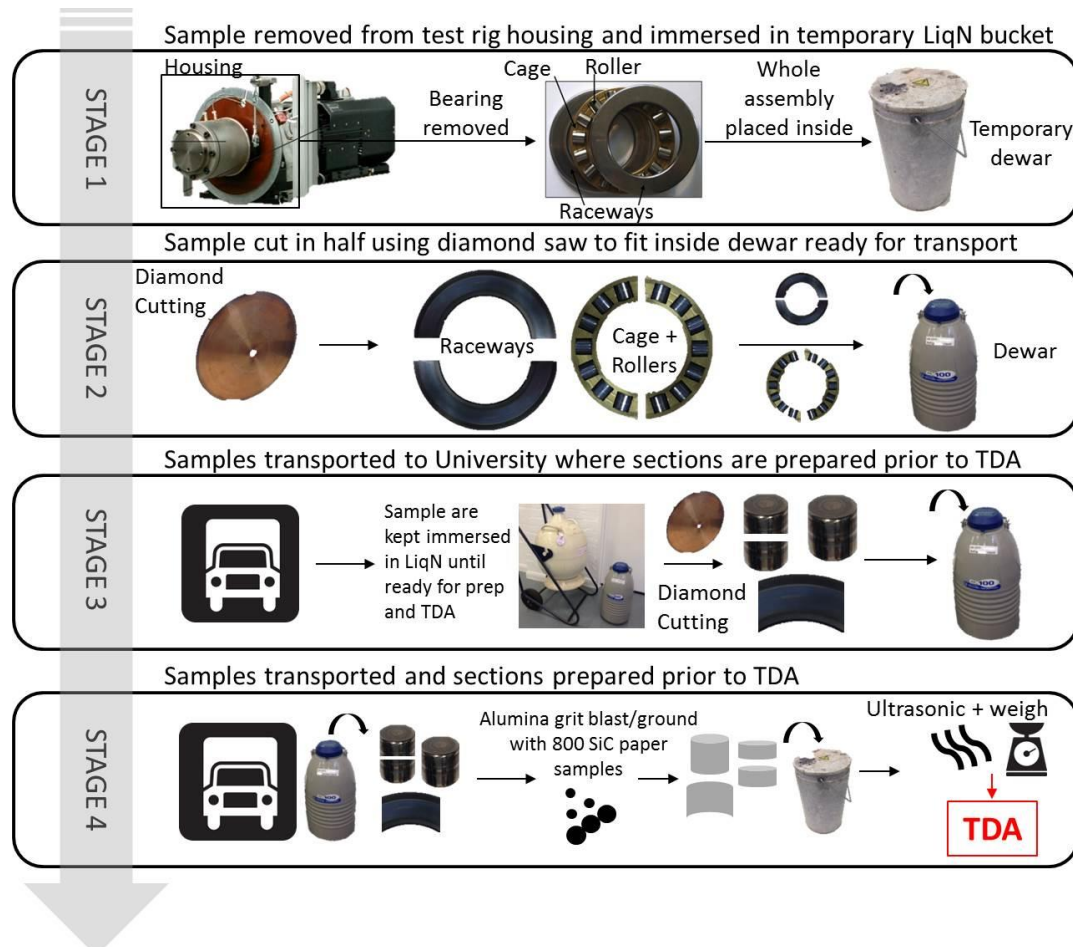 Sample removed from test rig housing and immersed in temporary LiqN bucket
STAGE 1
Housing
Bearing
removed
Cage
Roller
Raceways
Whole
assembly
placed inside
Temporary
dewar
Sample cut in half using diamond saw to fit inside dewar ready for transport
STAGE 2
Diamond
Cutting
Raceways
Cage +
Rollers
100
Dewar
Samples transported to University where sections are prepared prior to TDA
STAGE 3
Sample are
kept immersed
in LiqN until
ready for prep
and TDA
Diamond
Cutting
100
Samples transported and sections prepared prior to TDA
STAGE 4
100
Alumina grit blast/ground
with 800 SiC paper
samples
Ultrasonic + weigh
TDA